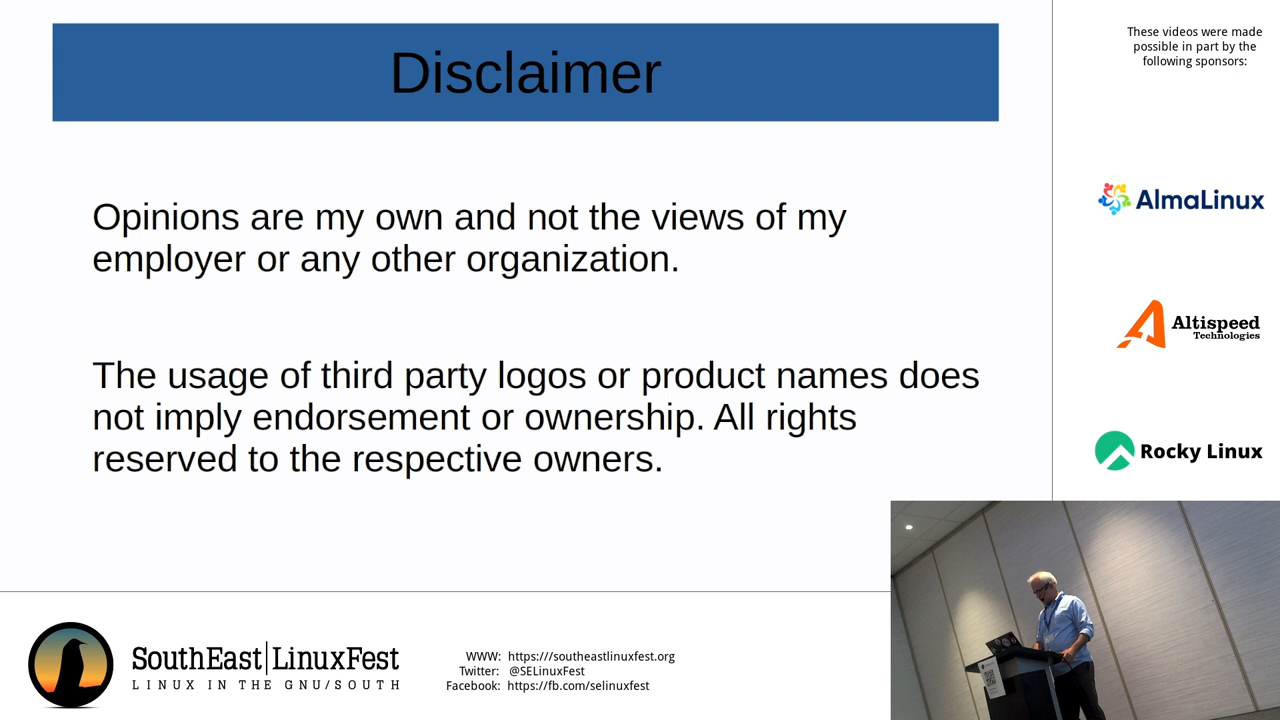 Disclaimer
Opinions are my own and not the views of my
employer or any other organization.
The usage of third party logos or product names does
not imply endorsement or ownership. All rights
reserved to the respective owners.
These videos were made
possible in part by the
following sponsors:
AlmaLinux
Altispeed
Technologies
Rocky Linux
SouthEast|LinuxFest
LINUX IN THE GNU/SOUTH
WWW: https:///southeastlinuxfest.org
Twitter: @SELinuxFest
Facebook: https://fb.com/selinuxfest